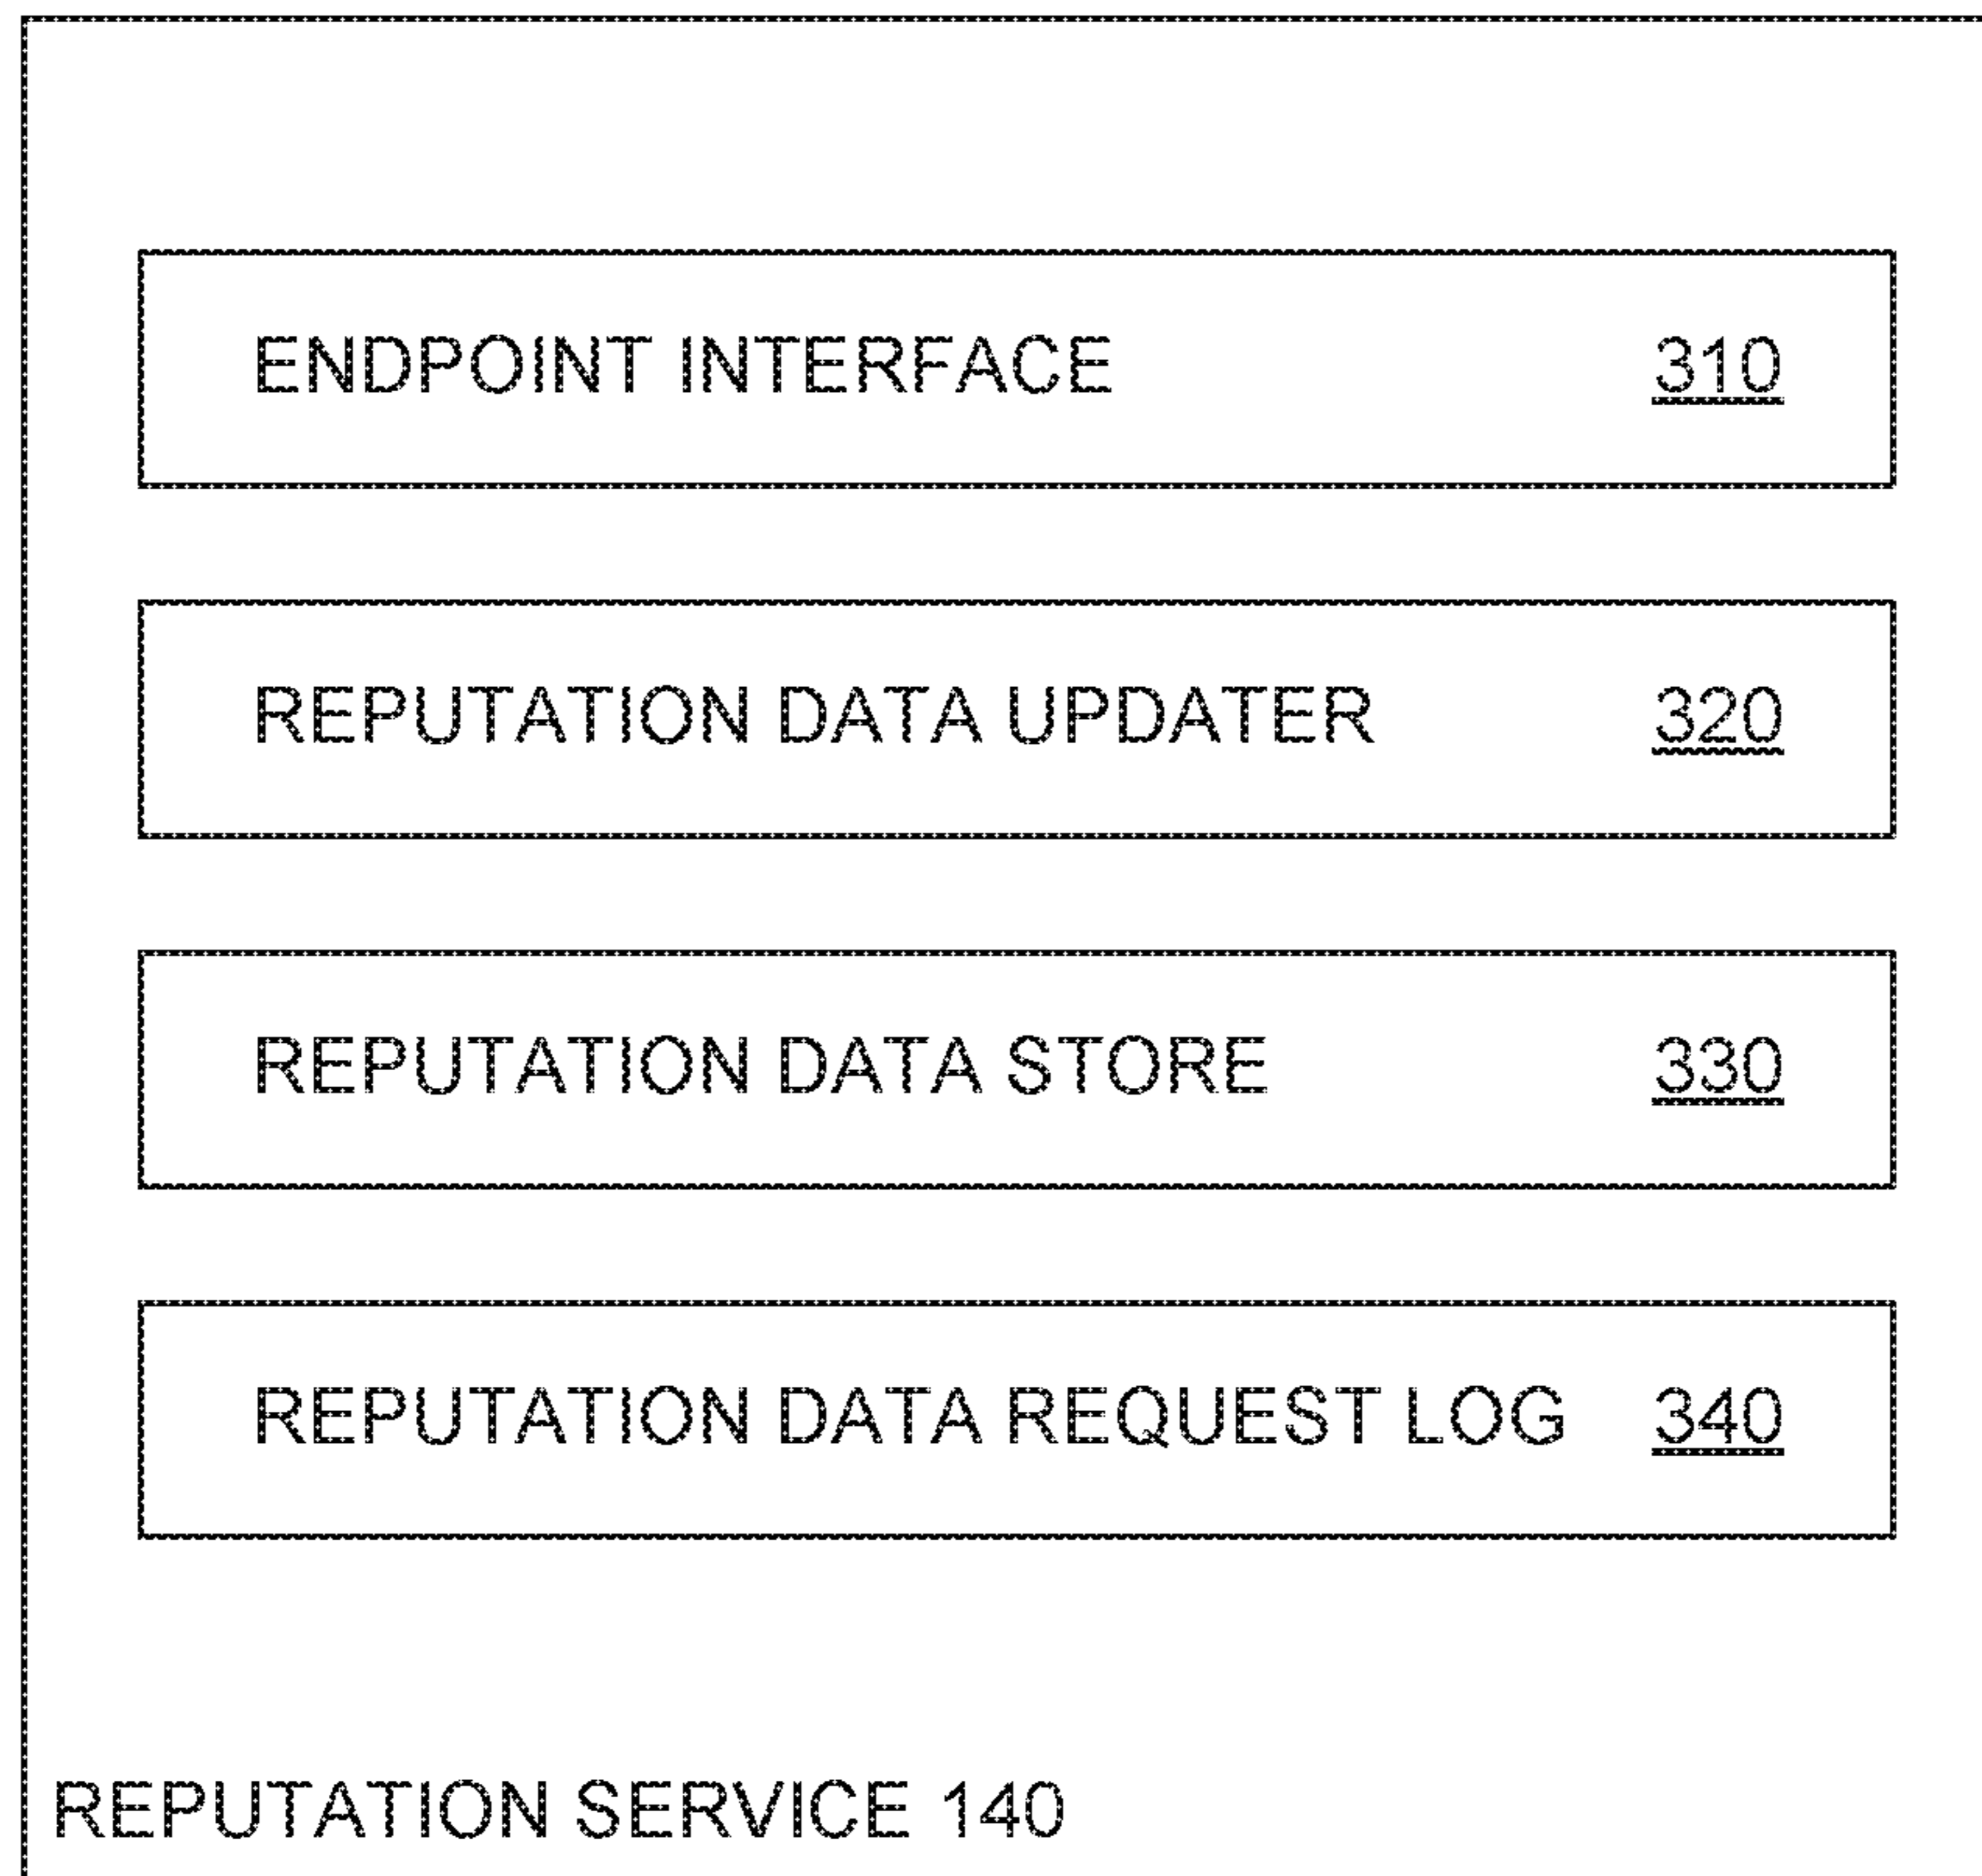 ENDPOINT INTERFACE 310
REPUTATION DATA UPDATER 320
REPUTATION DATA STORE 330
REPUTATION DATA REQUEST LOG 340
REPUTATION SERVICE 140